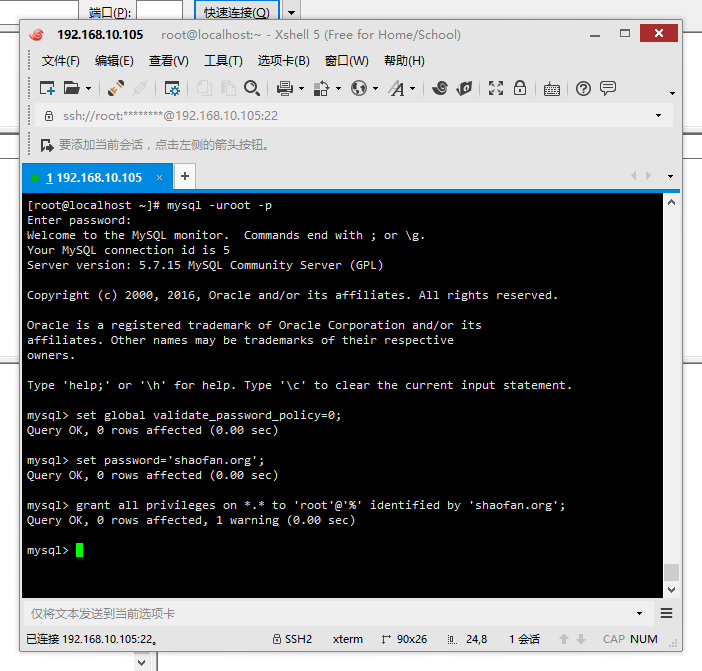 端口(P):
快速连接(Q)
192.168.10.105 root@localhost:~ - Xshell 5 (Free for Home/School)
文件(F) 编辑(E) 查看(V) 工具(T) 选项卡(B) 窗口(W) 帮助(H)
ssh://root:********@192.168.10.105:22
要添加当前会话，点击左侧的箭头按钮。
1 192.168.10.105 × +
[root@localhost ~]# mysql -uroot -p
Enter password:
Welcome to the MySQL monitor.  Commands end with ; or \g.
Your MySQL connection id is 5
Server version: 5.7.15 MySQL Community Server (GPL)
Copyright (c) 2000, 2016, Oracle and/or its affiliates. All rights reserved.
Oracle is a registered trademark of Oracle Corporation and/or its
affiliates. Other names may be trademarks of their respective
owners.
Type 'help;' or '\h' for help. Type '\c' to clear the current input statement.
mysql> set global validate_password_policy=0;
Query OK, 0 rows affected (0.00 sec)
mysql> set password='shaofan.org';
Query OK, 0 rows affected (0.00 sec)
mysql> grant all privileges on *.* to 'root'@'%' identified by 'shaofan.org';
Query OK, 0 rows affected, 1 warning (0.00 sec)
mysql>
仅将文本发送到当前选项卡
已连接 192.168.10.105:22。 SSH2 xterm 90x26 24,8 1 会话 CAP NUM